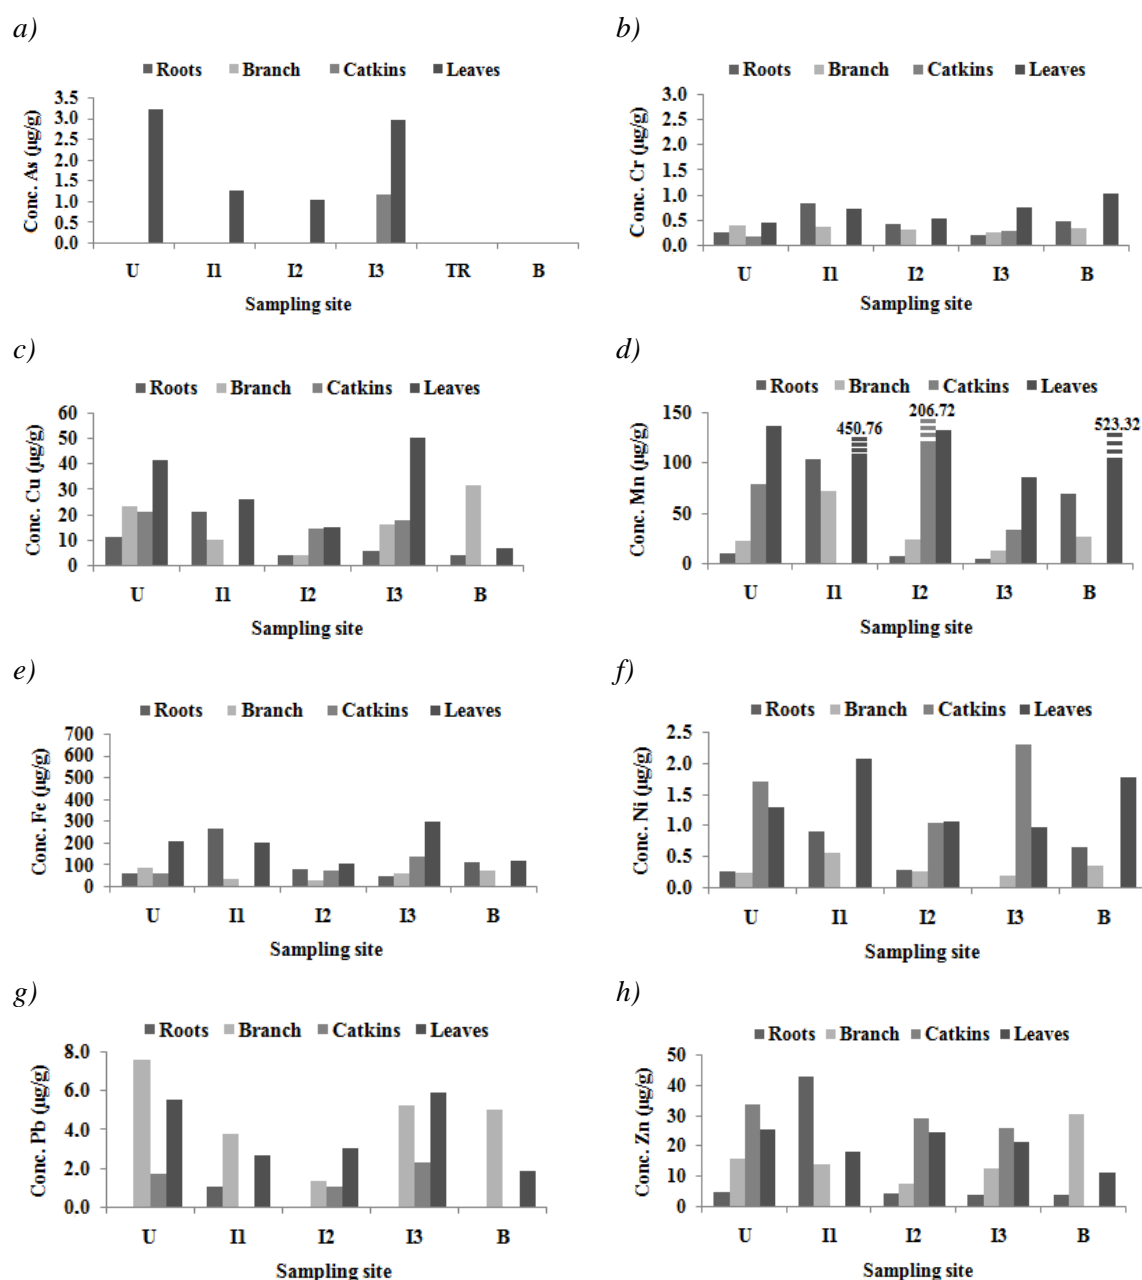 a)
Roots Branch Catkins Leaves
Conc. As (µg/g)
3.5
3.0
2.5
2.0
1.5
1.0
0.5
0.0
U I1 I2 I3 TR B
Sampling site
b)
Roots Branch Catkins Leaves
Conc. Cr (µg/g)
3.0
2.5
2.0
1.5
1.0
0.5
0.0
U I1 I2 I3 B
Sampling site
c)
Roots Branch Catkins Leaves
Conc. Cu (µg/g)
60
50
40
30
20
10
0
U I1 I2 I3 B
Sampling site
d)
Roots Branch Catkins Leaves
Conc. Mn (µg/g)
150
100
50
0
450.76
206.72
523.32
U I1 I2 I3 B
Sampling site
e)
Roots Branch Catkins Leaves
Conc. Fe (µg/g)
700
600
500
400
300
200
100
0
U I1 I2 I3 B
Sampling site
f)
Roots Branch Catkins Leaves
Conc. Ni (µg/g)
2.5
2.0
1.5
1.0
0.5
0.0
U I1 I2 I3 B
Sampling site
g)
Roots Branch Catkins Leaves
Conc. Pb (µg/g)
8.0
6.0
4.0
2.0
0.0
U I1 I2 I3 B
Sampling site
h)
Roots Branch Catkins Leaves
Conc. Zn (µg/g)
50
40
30
20
10
0
U I1 I2 I3 B
Sampling site